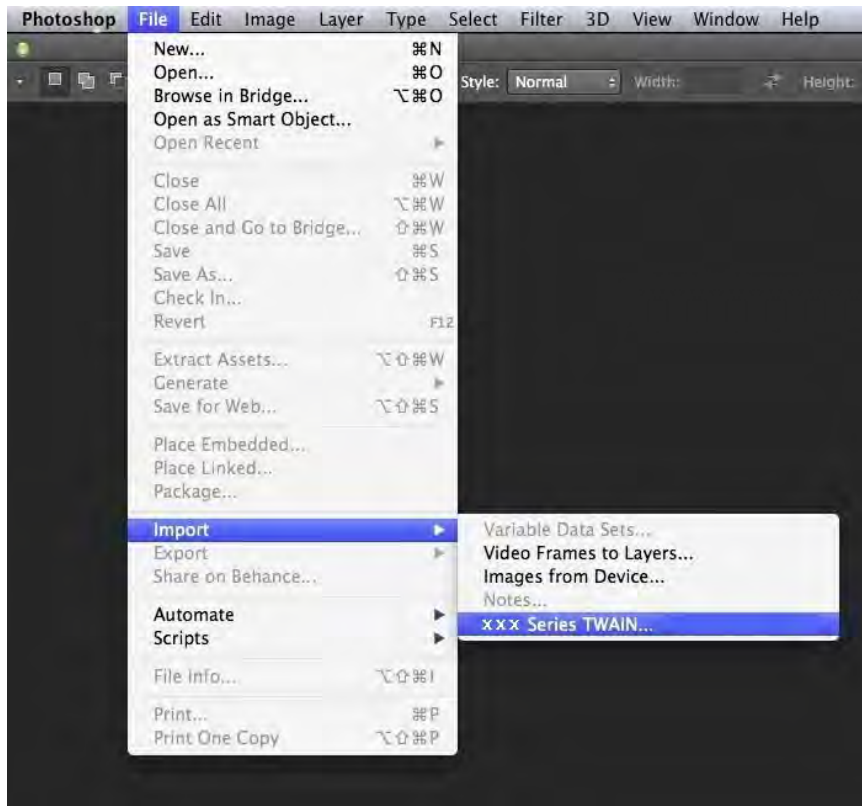 Photoshop File Edit Image Layer Type Select Filter 3D View Window Help
Style: Normal Width: Height:
New... ⌘N
Open... ⌘O
Browse in Bridge... ⌥⌘O
Open as Smart Object...
Open Recent
Close ⌘W
Close All ⌥⌘W
Close and Go to Bridge... ⇧⌘W
Save ⌘S
Save As... ⇧⌘S
Check In...
Revert F12
Extract Assets... ⌥⇧⌘W
Generate
Save for Web... ⌥⇧⌘S
Place Embedded...
Place Linked...
Package...
Import
Export
Share on Behance...
Automate
Scripts
File Info... ⌥⇧⌘I
Print... ⌘P
Print One Copy ⌥⇧⌘P
Variable Data Sets...
Video Frames to Layers...
Images from Device...
Notes...
xxx Series TWAIN...